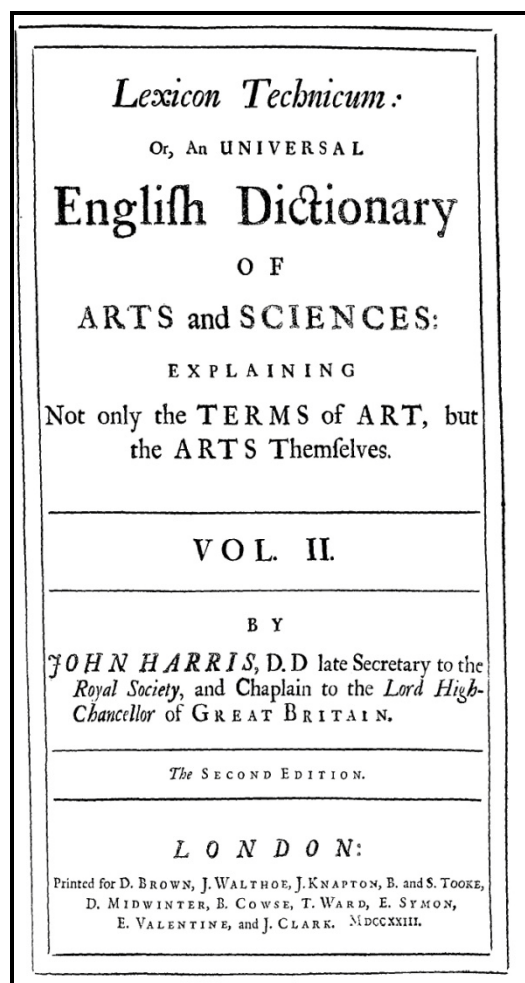 Lexicon Technicum:
Or, An UNIVERSAL
Engliſh Dictionary
OF
ARTS and SCIENCES:
EXPLAINING
Not only the TERMS of ART, but
the ARTS Themſelves.
VOL. II.
BY
JOHN HARRIS, D.D late Secretary to the
Royal Society, and Chaplain to the Lord High-
Chancellor of GREAT BRITAIN.
The SECOND EDITION.
LONDON:
Printed for D. BROWN, J. WALTHOE, J. KNAPTON, B. and S. TOOKE,
D. MIDWINTER, B. COWSE, T. WARD, E. SYMON,
E. VALENTINE, and J. CLARK. MDCCXXIII.